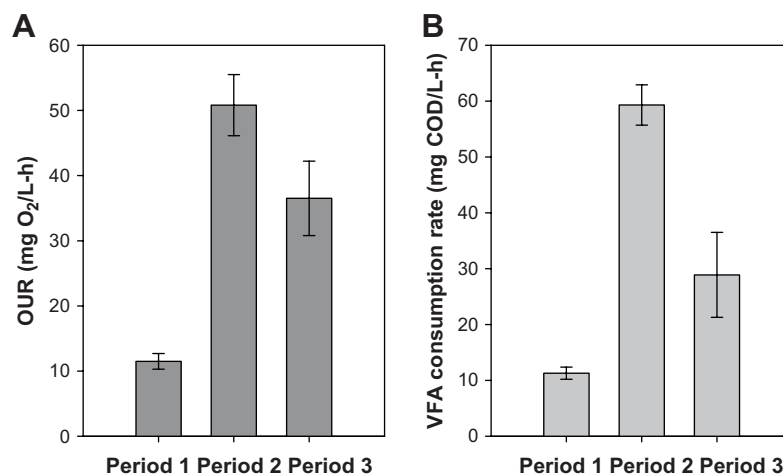 A
OUR (mg O₂/L-h)
60
50
40
30
20
10
0
Period 1 Period 2 Period 3
B
VFA consumption rate (mg COD/L-h)
70
60
50
40
30
20
10
0
Period 1 Period 2 Period 3